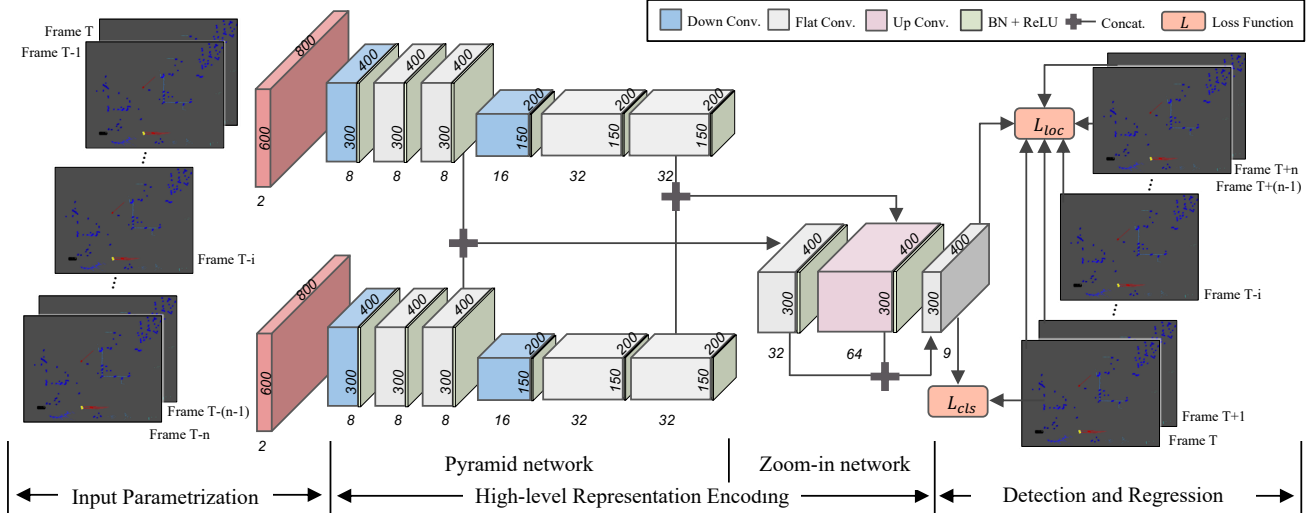 Down Conv.
Flat Conv.
Up Conv.
BN + ReLU
Concat.
L
Loss Function
Frame T
Frame T-1
Frame T-i
Frame T-(n-1)
Frame T-n
800
600
2
400
300
8
400
8
400
300
8
200
150
16
200
150
32
200
150
32
800
600
2
400
300
8
400
300
8
400
300
8
200
150
16
200
150
32
200
150
32
400
300
32
400
300
64
400
300
9
Lloc
Lcls
Frame T+n
Frame T+(n-1)
Frame T-i
Frame T+1
Frame T
Pyramid network
Zoom-in network
Input Parametrization
High-level Representation Encoding
Detection and Regression